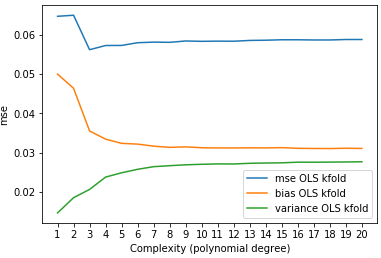 0.06
0.05
0.04
0.03
0.02
mse
1 2 3 4 5 6 7 8 9 10 11 12 13 14 15 16 17 18 19 20
Complexity (polynomial degree)
mse OLS kfold
bias OLS kfold
variance OLS kfold